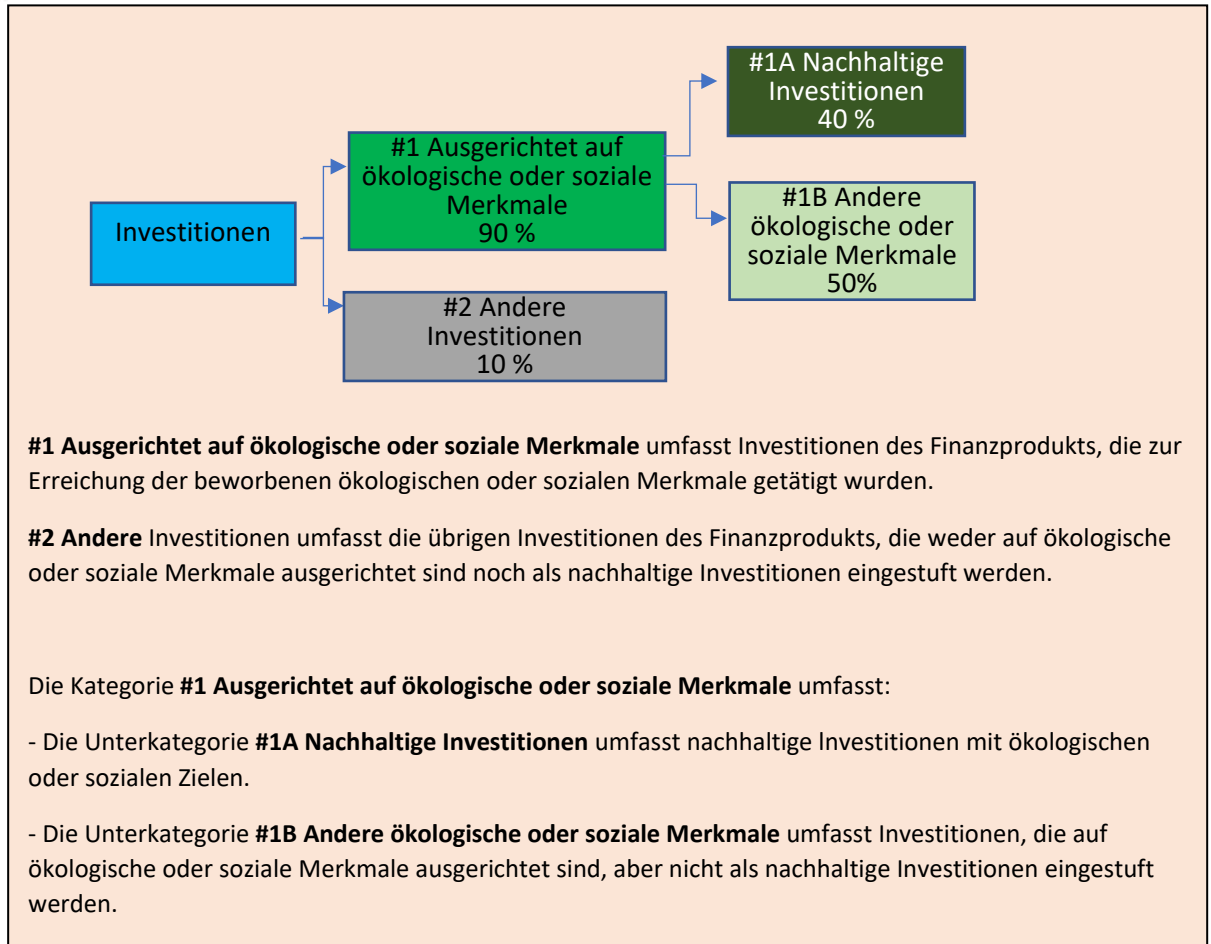 #1A Nachhaltige
Investitionen
40 %
#1 Ausgerichtet auf
ökologische oder soziale
Merkmale
90 %
#1B Andere
ökologische oder
soziale Merkmale
50%
Investitionen
#2 Andere
Investitionen
10 %
#1 Ausgerichtet auf ökologische oder soziale Merkmale umfasst Investitionen des Finanzprodukts, die zur
Erreichung der beworbenen ökologischen oder sozialen Merkmale getätigt wurden.
#2 Andere Investitionen umfasst die übrigen Investitionen des Finanzprodukts, die weder auf ökologische
oder soziale Merkmale ausgerichtet sind noch als nachhaltige Investitionen eingestuft werden.
Die Kategorie #1 Ausgerichtet auf ökologische oder soziale Merkmale umfasst:
- Die Unterkategorie #1A Nachhaltige Investitionen umfasst nachhaltige lnvestitionen mit ökologischen
oder sozialen Zielen.
- Die Unterkategorie #1B Andere ökologische oder soziale Merkmale umfasst Investitionen, die auf
ökologische oder soziale Merkmale ausgerichtet sind, aber nicht als nachhaltige Investitionen eingestuft
werden.